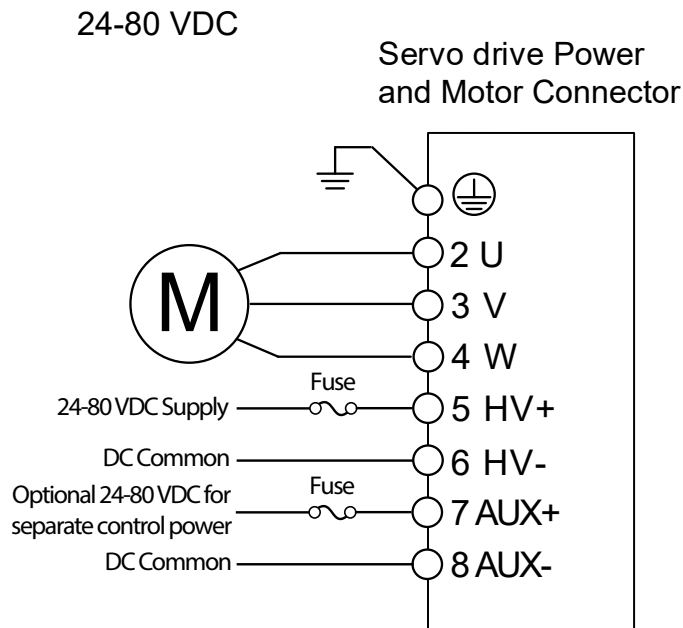 24-80 VDC
Servo drive Power
and Motor Connector
2 U
M
3 V
4 W
Fuse
24-80 VDC Supply
5 HV+
DC Common
6 HV-
Optional 24-80 VDC for
separate control power
Fuse
7 AUX+
DC Common
8 AUX-